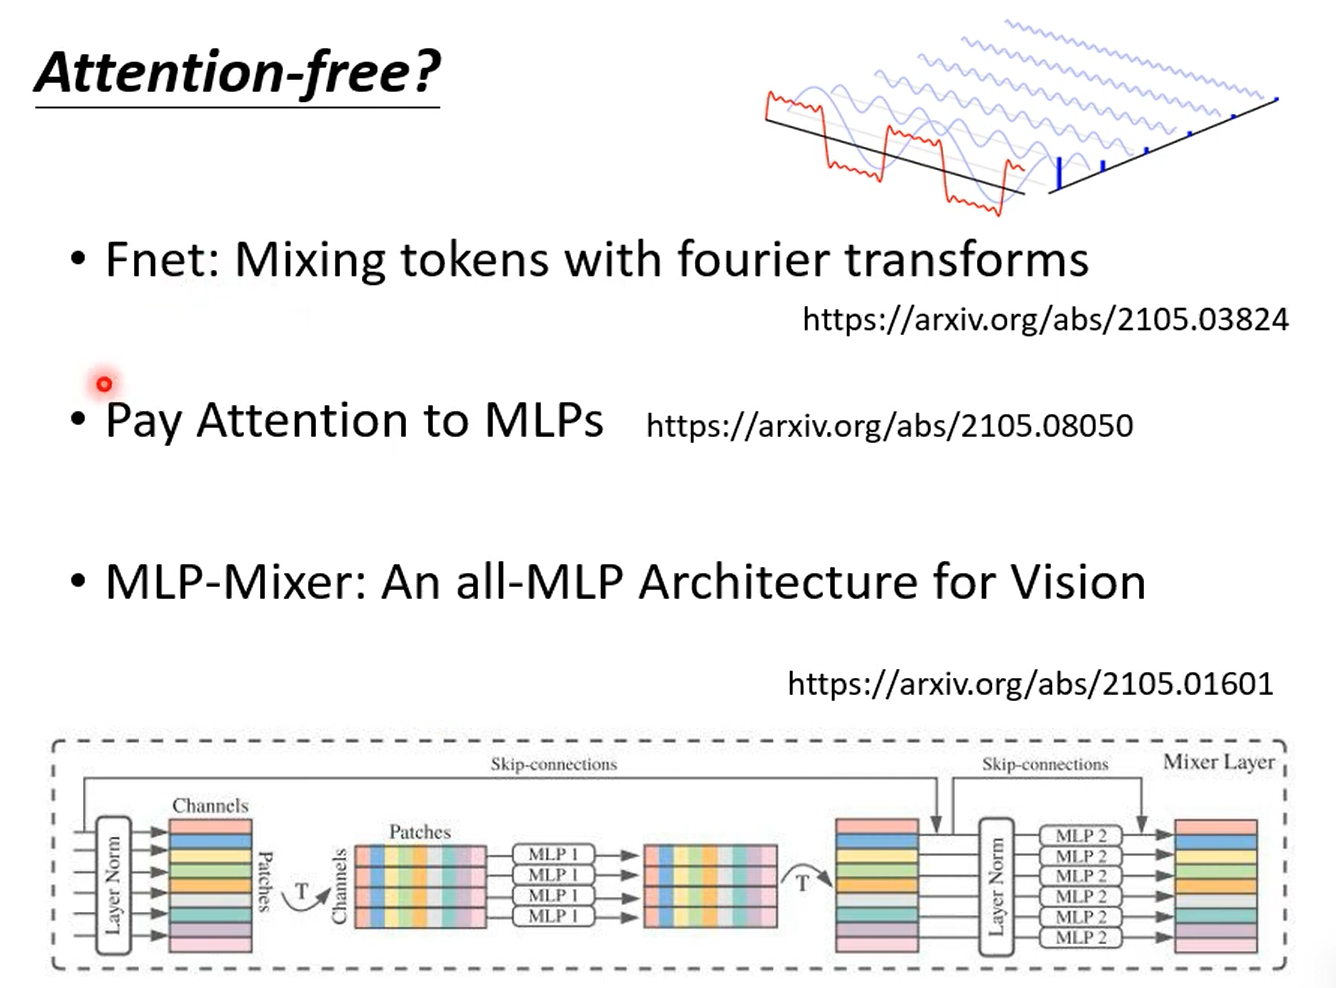 Attention-free?
• Fnet: Mixing tokens with fourier transforms
https://arxiv.org/abs/2105.03824
• Pay Attention to MLPs https://arxiv.org/abs/2105.08050
• MLP-Mixer: An all-MLP Architecture for Vision
https://arxiv.org/abs/2105.01601
Skip-connections
Skip-connections
Mixer Layer
Layer Norm
Channels
Patches
T
Channels
Patches
MLP 1
MLP 1
MLP 1
MLP 1
T
Layer Norm
MLP 2
MLP 2
MLP 2
MLP 2
MLP 2
MLP 2